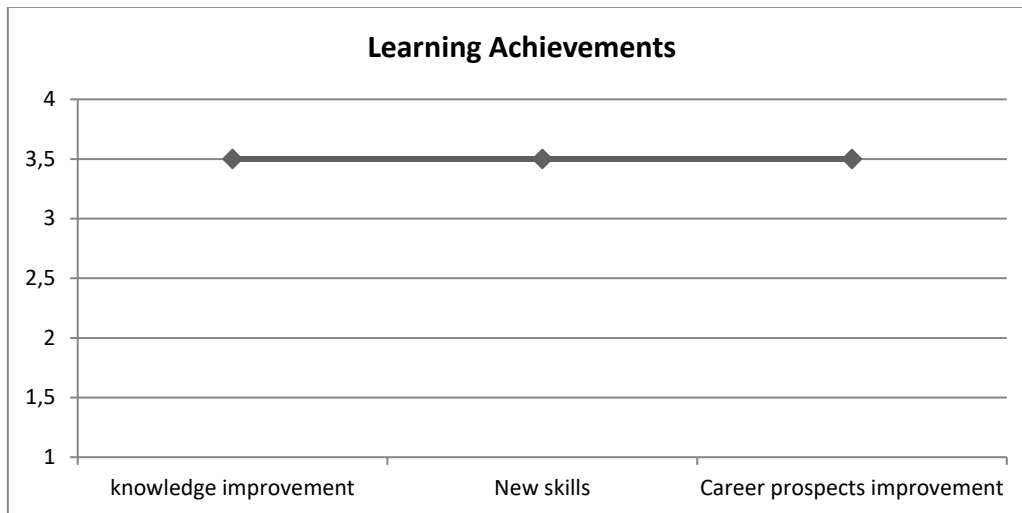 Learning Achievements
4
3,5
3
2,5
2
1,5
1
knowledge improvement
New skills
Career prospects improvement